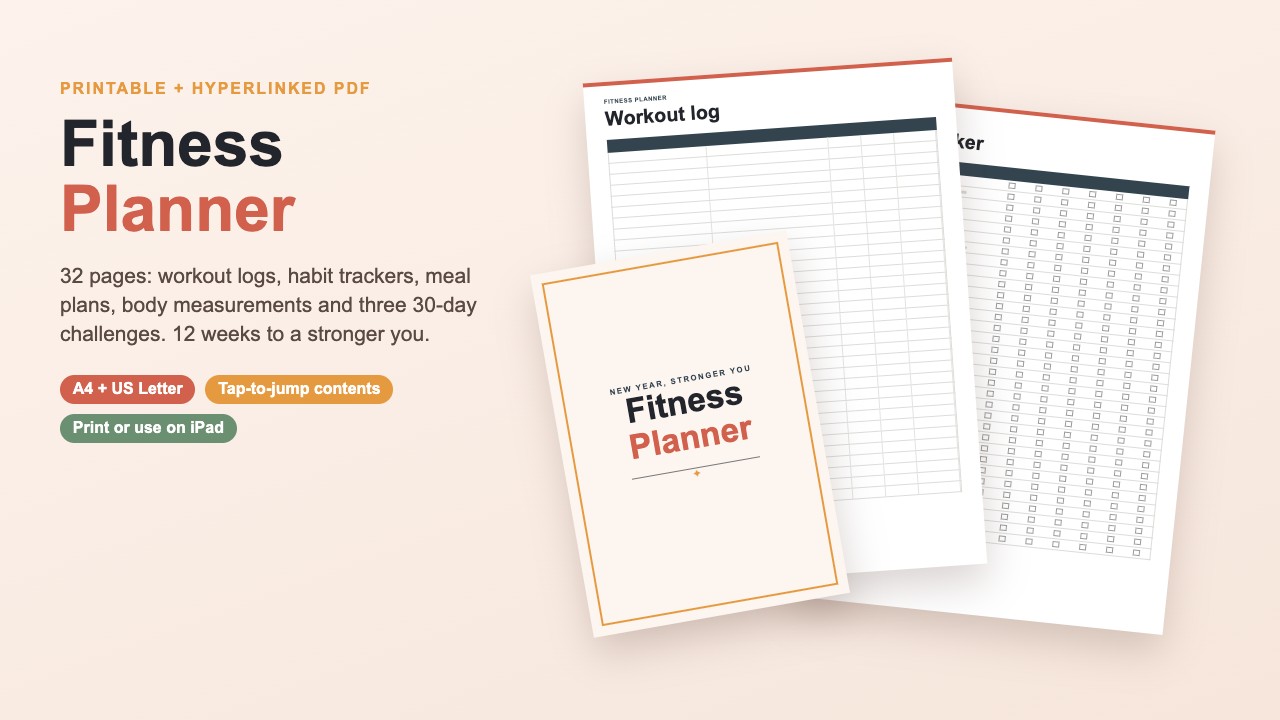 PRINTABLE + HYPERLINKED PDF
Fitness
Planner
32 pages: workout logs, habit trackers, meal
plans, body measurements and three 30-day
challenges. 12 weeks to a stronger you.
A4 + US Letter
Tap-to-jump contents
Print or use on iPad
FITNESS PLANNER
Workout log
ker
NEW YEAR, STRONGER YOU
Fitness
Planner